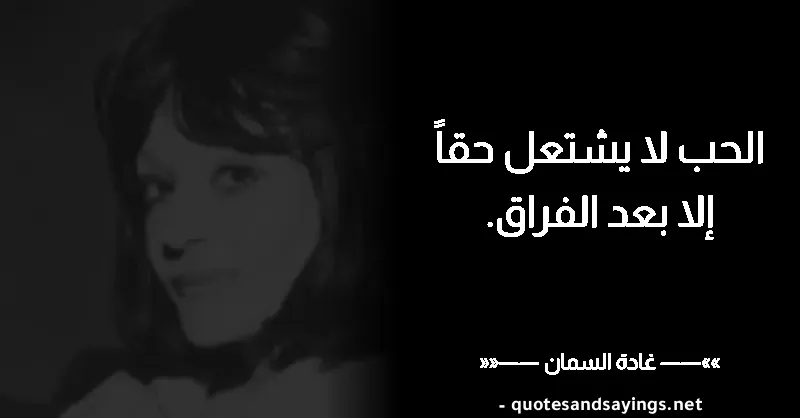 الحب لا يشتعل حقاً
إلا بعد الفراق.
»»—— غادة السمان ——««
- quotesandsayings.net